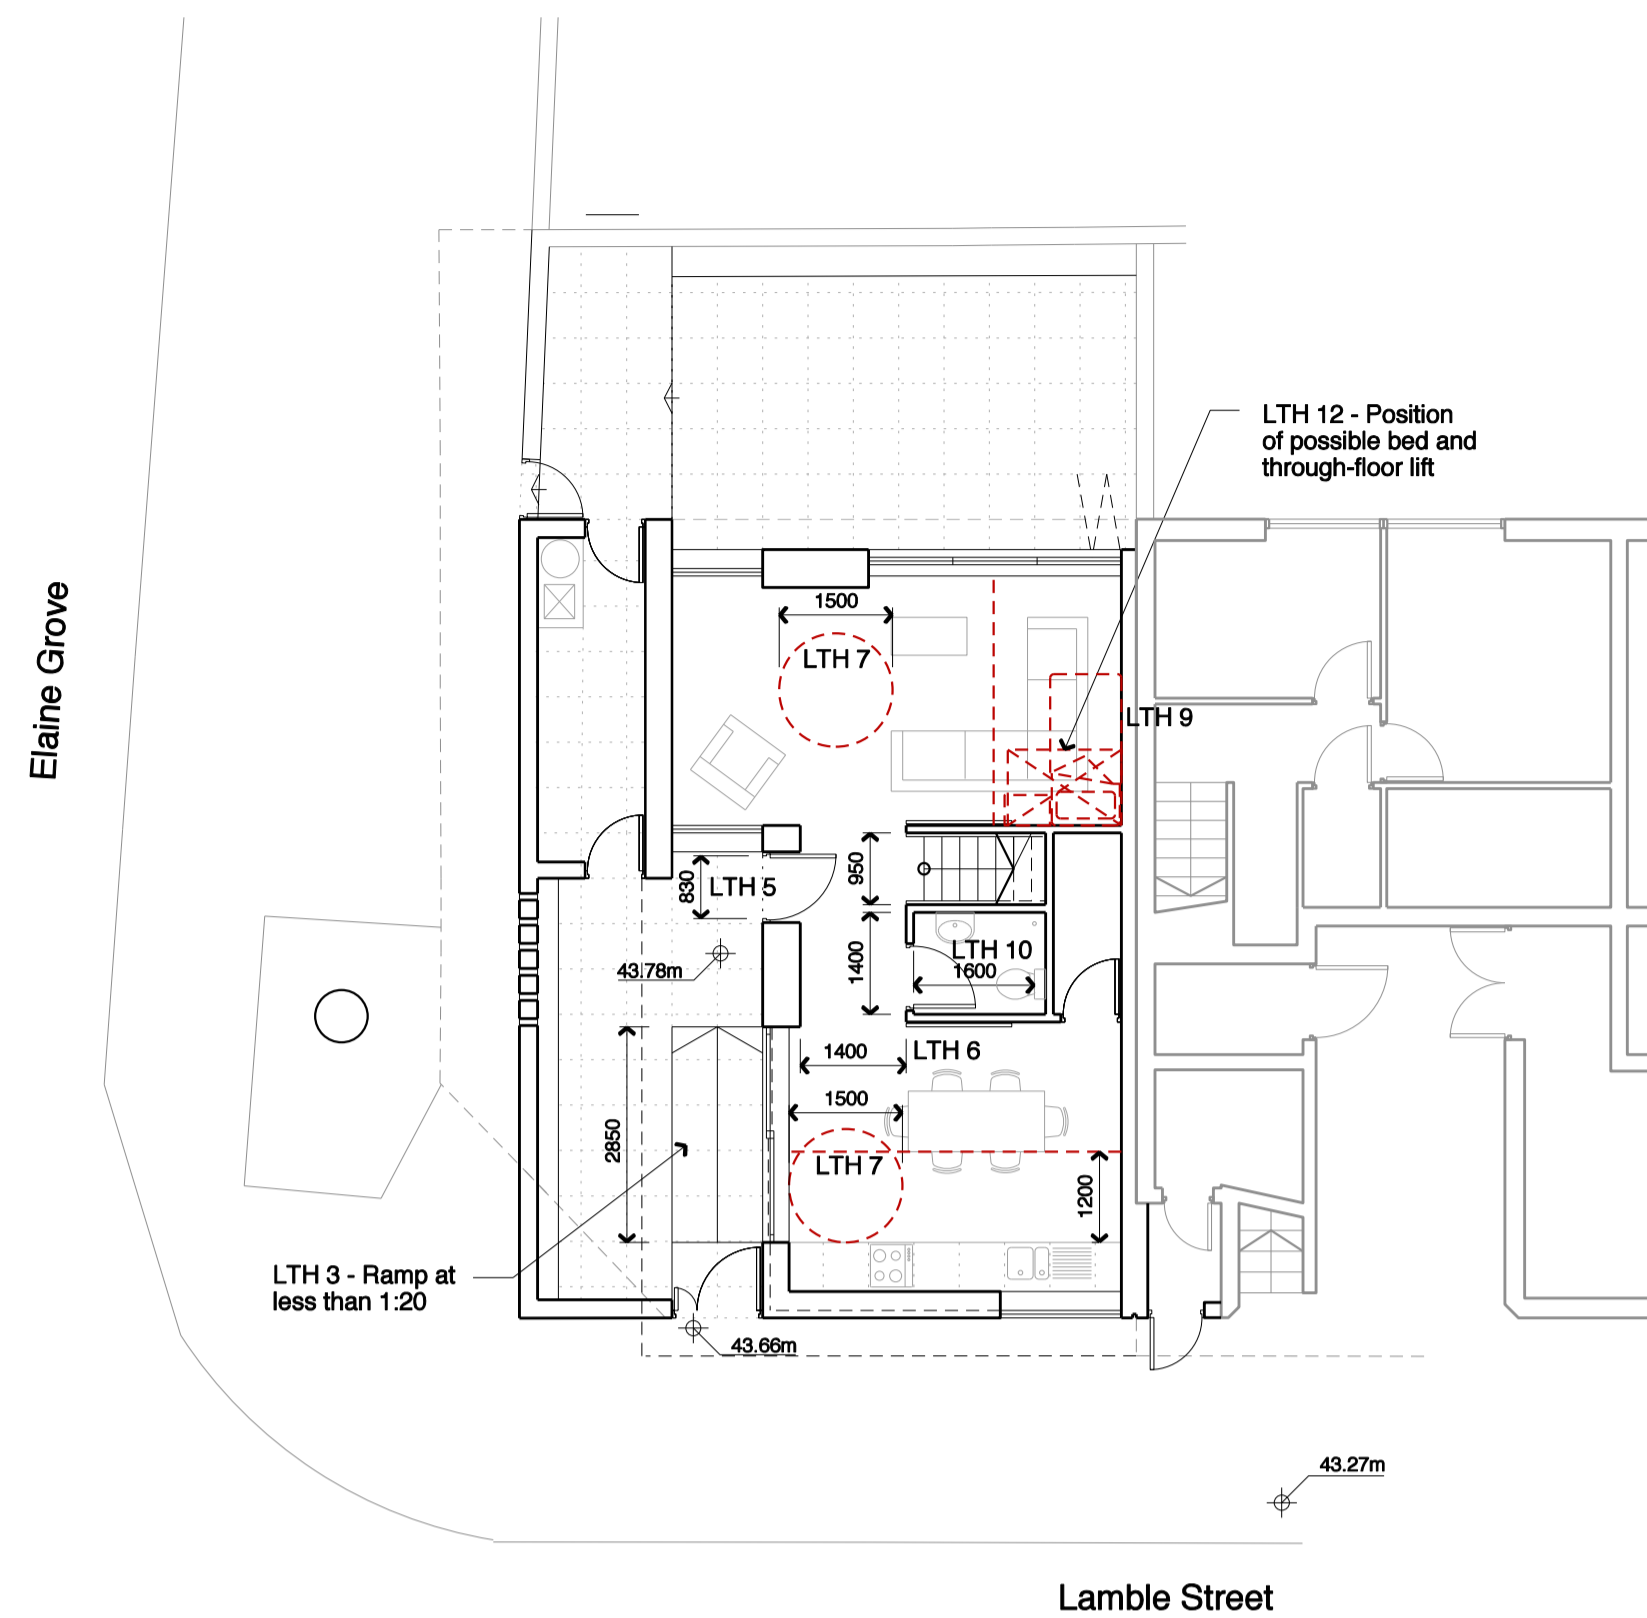 LTH 12 - Position
of possible bed and
through-floor lift
Elaine Grove
1500
LTH 7
LTH 9
950
830
LTH 5
LTH 10
1600
1400
43.78m
1400
LTH 6
1500
2850
LTH 7
1200
LTH 3 - Ramp at
less than 1:20
43.66m
43.27m
Lamble Street